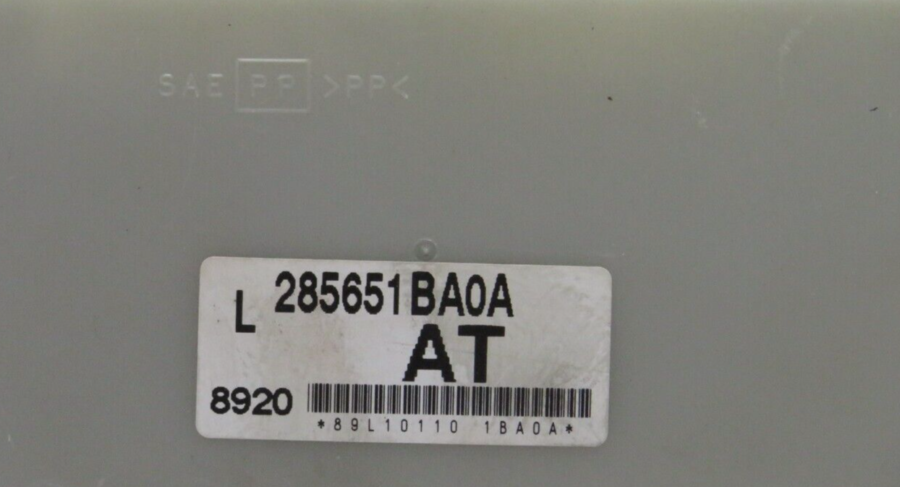 SAE PP >PP<
L 285651BA0A
AT
8920
*89L10110 1BA0A*